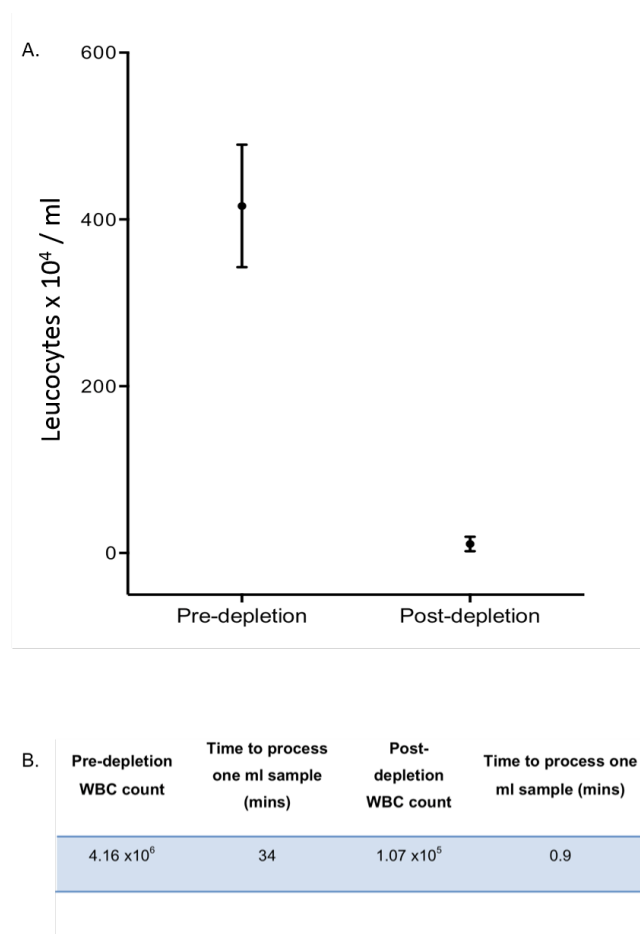 A.
600
400
200
0
Leucocytes x 10⁴ / ml
Pre-depletion
Post-depletion
B.
Pre-depletion
WBC count
Time to process
one ml sample
(mins)
Post-
depletion
WBC count
Time to process one
ml sample (mins)
4.16 x10⁶
34
1.07 x10⁵
0.9